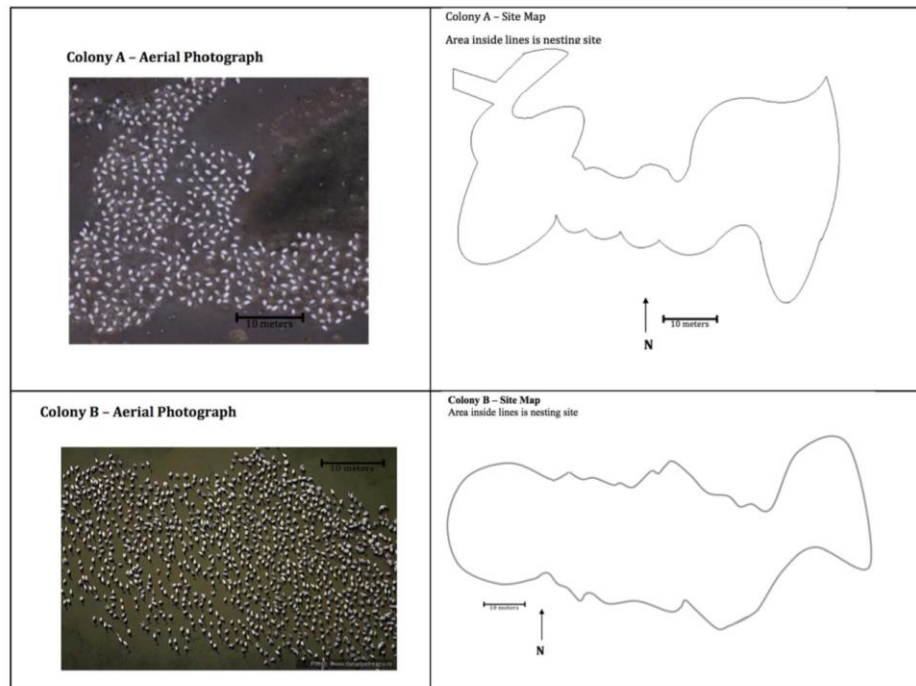 Colony A – Aerial Photograph
10 meters
Colony A – Site Map
Area inside lines is nesting site
10 meters
N
Colony B – Aerial Photograph
10 meters
Colony B – Site Map
Area inside lines is nesting site
10 meters
N